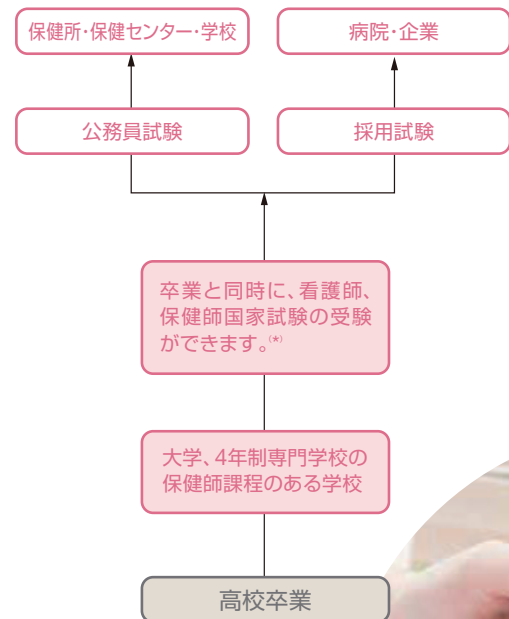 保健所・保健センター・学校
病院・企業
公務員試験
採用試験
卒業と同時に、看護師、
保健師国家試験の受験
ができます。(*)
大学、4年制専門学校の
保健師課程のある学校
高校卒業